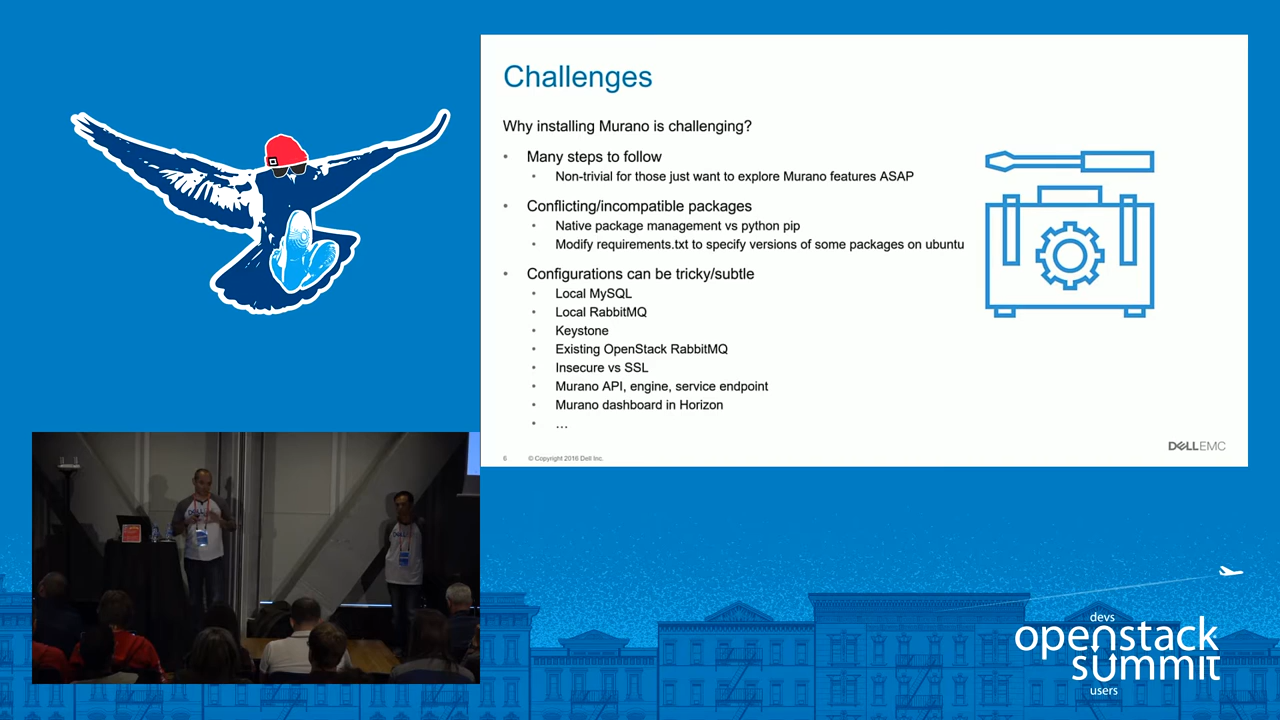 Challenges
Why installing Murano is challenging?
• Many steps to follow
• Non-trivial for those just want to explore Murano features ASAP
• Conflicting/incompatible packages
• Native package management vs python pip
• Modify requirements.txt to specify versions of some packages on ubuntu
• Configurations can be tricky/subtle
• Local MySQL
• Local RabbitMQ
• Keystone
• Existing OpenStack RabbitMQ
• Insecure vs SSL
• Murano API, engine, service endpoint
• Murano dashboard in Horizon
• ...
6 © Copyright 2016 Dell Inc.
DELLEMC
devs
openstack
summit
users